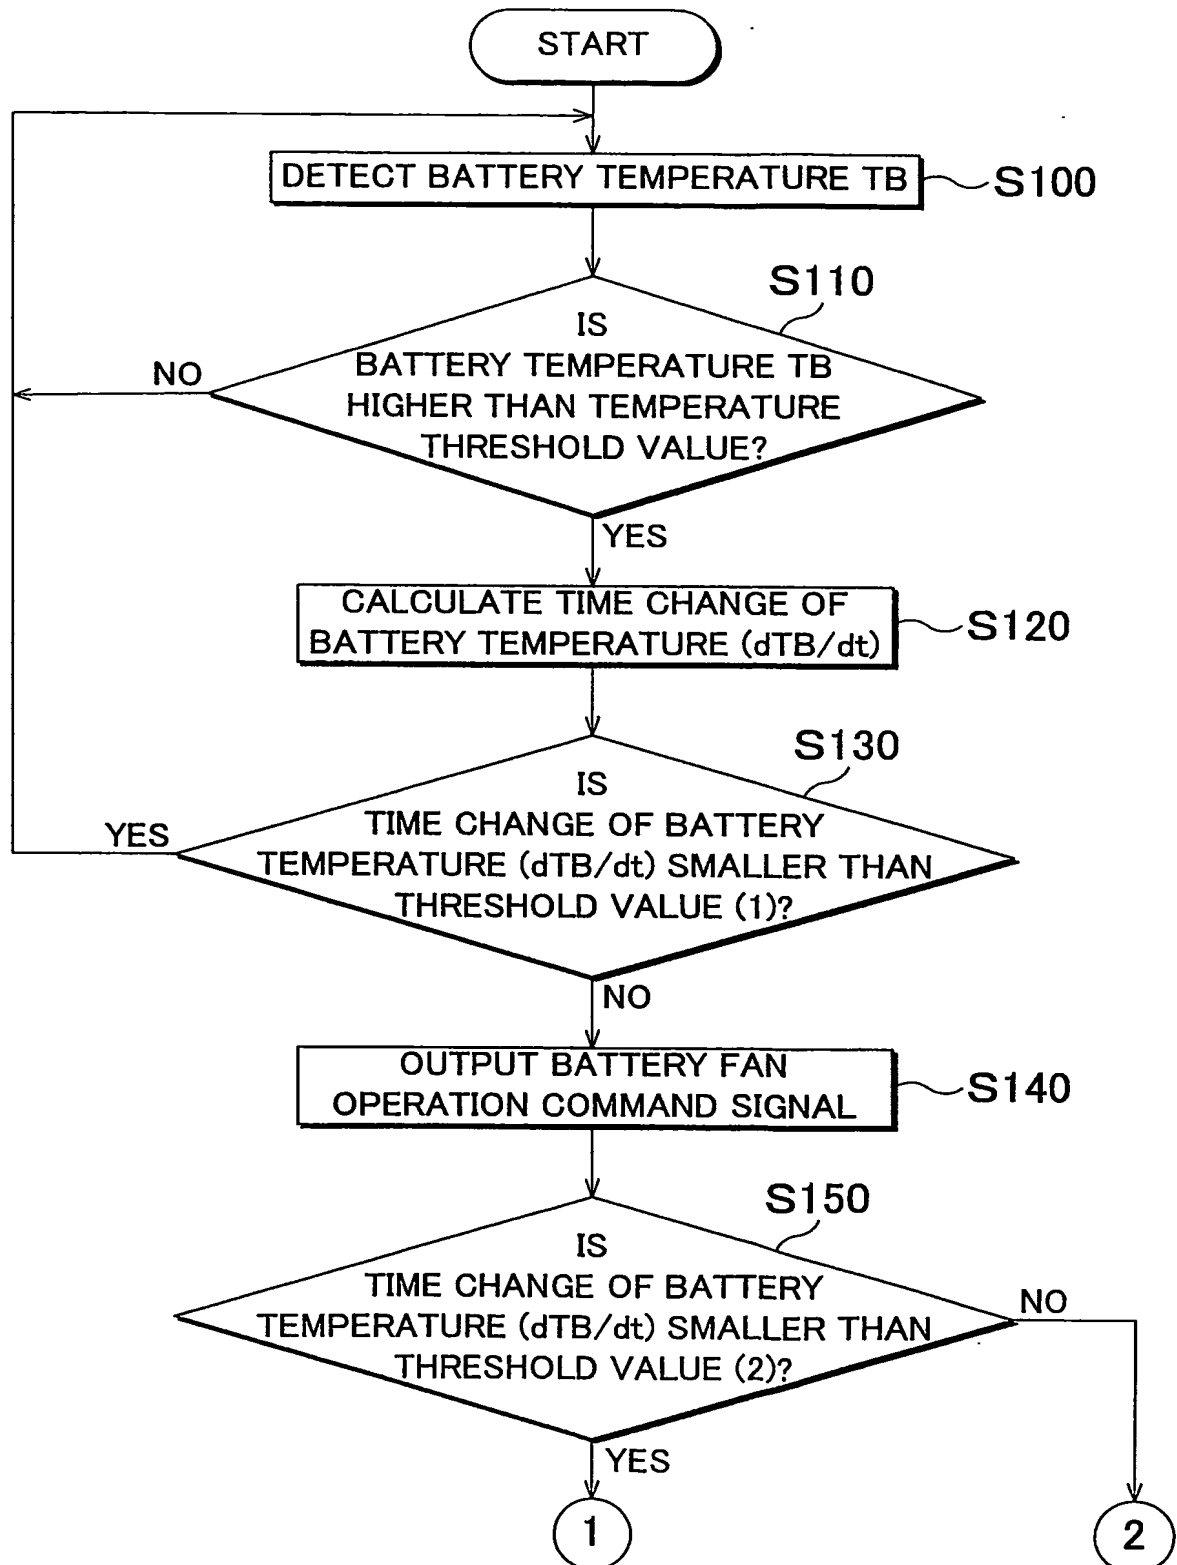 START
DETECT BATTERY TEMPERATURE TB
S100
S110
IS
BATTERY TEMPERATURE TB
HIGHER THAN TEMPERATURE
THRESHOLD VALUE?
NO
YES
CALCULATE TIME CHANGE OF
BATTERY TEMPERATURE (dTB/dt)
S120
S130
IS
TIME CHANGE OF BATTERY
TEMPERATURE (dTB/dt) SMALLER THAN
THRESHOLD VALUE (1)?
YES
NO
OUTPUT BATTERY FAN
OPERATION COMMAND SIGNAL
S140
S150
IS
TIME CHANGE OF BATTERY
TEMPERATURE (dTB/dt) SMALLER THAN
THRESHOLD VALUE (2)?
NO
YES
1
2